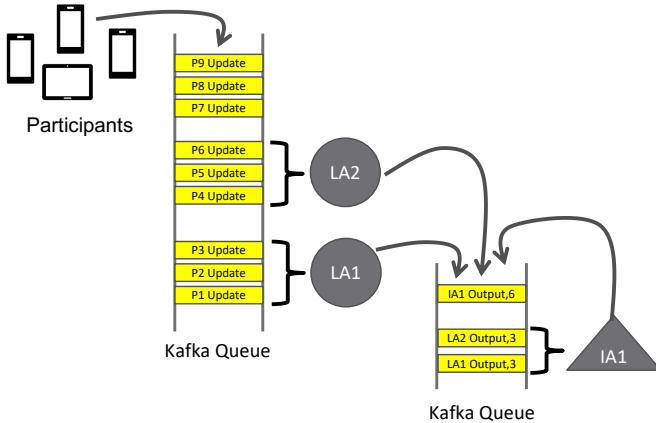 P9 Update
P8 Update
P7 Update
Participants
P6 Update
P5 Update
P4 Update
LA2
P3 Update
P2 Update
P1 Update
LA1
Kafka Queue
IA1 Output,6
LA2 Output,3
LA1 Output,3
IA1
Kafka Queue